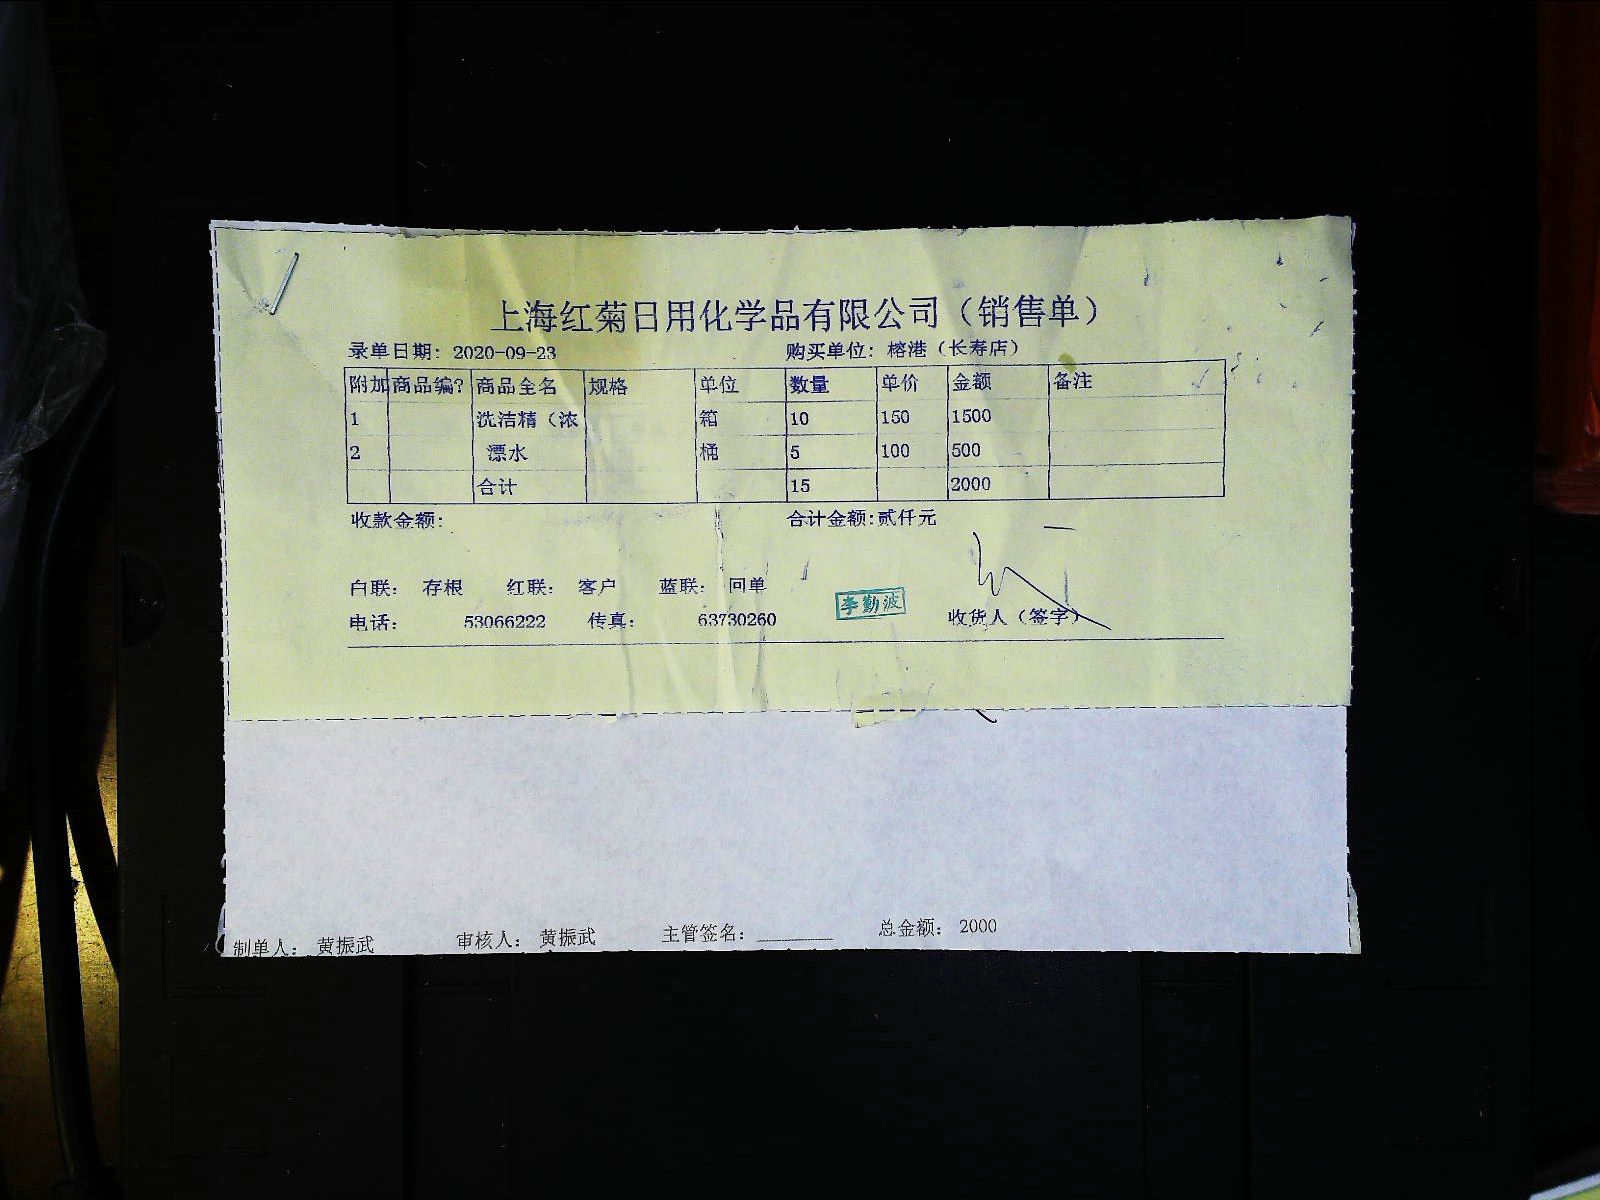 上海红菊日用化学品有限公司（销售单）
录单日期: 2020-09-23 购买单位: 榕港（长寿店）
附加 商品编? 商品全名 规格 单位 数量 单价 金额 备注
1 洗洁精（浓 箱 10 150 1500
2 漂水 桶 5 100 500
合计 15 2000
收款金额: 合计金额:贰仟元
白联: 存根 红联: 客户 蓝联: 回单
电话: 53066222 传真: 63730260 李勤波 收货人（签字）
制单人: 黄振武 审核人: 黄振武 主管签名: 总金额: 2000